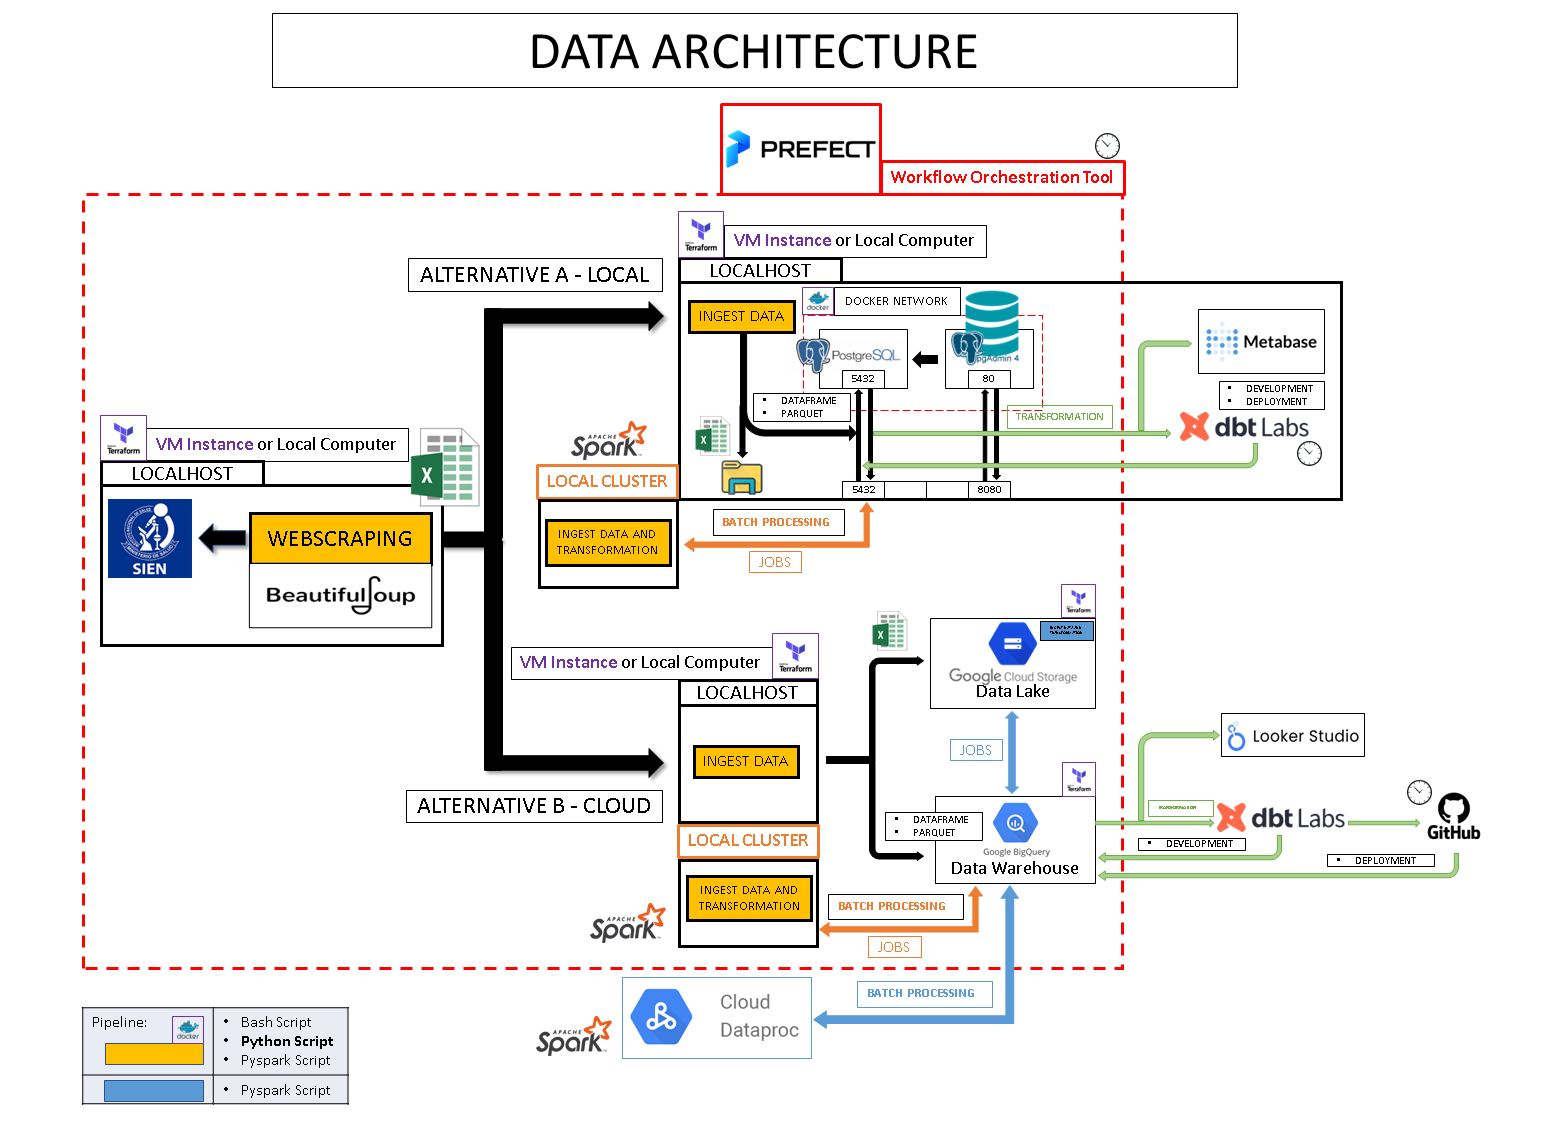 DATA ARCHITECTURE
PREFECT
Workflow Orchestration Tool
Terraform
VM Instance or Local Computer
LOCALHOST
ALTERNATIVE A - LOCAL
INGEST DATA
docker
DOCKER NETWORK
PostgreSQL
pgAdmin 4
5432
80
DATAFRAME
PARQUET
TRANSFORMATION
Metabase
DEVELOPMENT
DEPLOYMENT
dbt Labs
5432
8080
APACHE
Spark
LOCAL CLUSTER
INGEST DATA AND
TRANSFORMATION
BATCH PROCESSING
JOBS
Terraform
VM Instance or Local Computer
LOCALHOST
X
SIEN
WEBSCRAPING
BeautifulSoup
VM Instance or Local Computer
Terraform
LOCALHOST
INGEST DATA
ALTERNATIVE B - CLOUD
LOCAL CLUSTER
INGEST DATA AND
TRANSFORMATION
APACHE
Spark
BATCH PROCESSING
JOBS
X
Terraform
Google Cloud Storage
Data Lake
JOBS
Terraform
DATAFRAME
PARQUET
Google BigQuery
Data Warehouse
Looker Studio
dbt Labs
GitHub
DEVELOPMENT
DEPLOYMENT
BATCH PROCESSING
APACHE
Spark
Cloud
Dataproc
Pipeline:
docker
Bash Script
Python Script
Pyspark Script
Pyspark Script